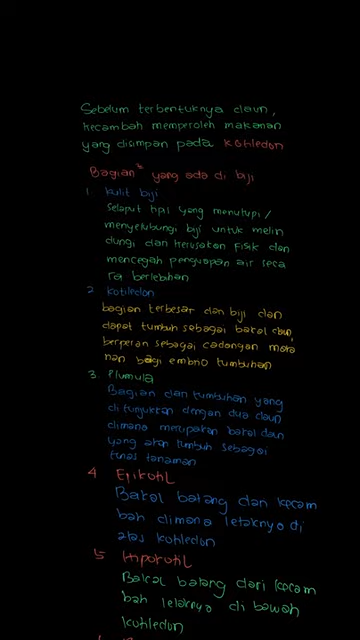 Sebelum terbentuknya daun,
kecambah memperoleh makanan
yang disimpan pada kotiledon
Bagian² yang ada di biji
1. Kulit biji
Selaput tipis yang menutupi/
menyelubungi biji untuk melin
dungi dari kerusakan fisik dan
mencegah penguapan air seca
ra berlebihan
2. Kotiledon
bagian terbesar dari biji dan
dapat tumbuh sebagai bakal daun,
berperan sebagai cadangan maka
nan bagi embrio tumbuhan
3. Plumula
Bagian dari tumbuhan yang
ditunjukkan dengan dua daun
dimana merupakan bakal daun
yang akan tumbuh sebagai
tunas tanaman
4 Epikotil
Bakal batang dari kecam
bah dimana letaknya di
atas kotiledon
5 Hipokotil
Bakal batang dari kecam
bah letaknya di bawah
kotiledon